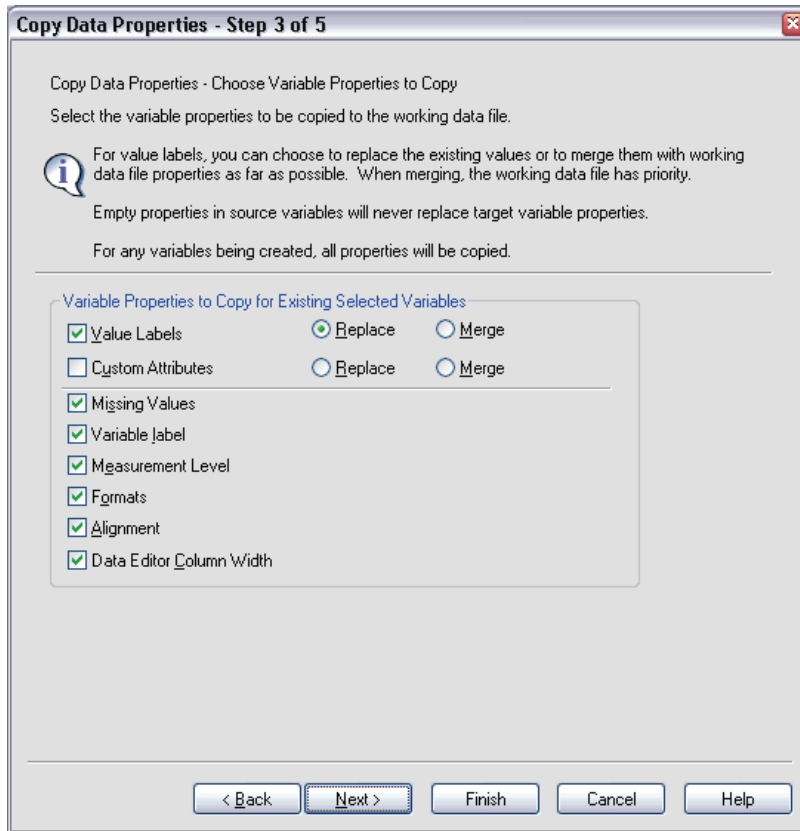 Copy Data Properties - Step 3 of 5
Copy Data Properties - Choose Variable Properties to Copy
Select the variable properties to be copied to the working data file.
For value labels, you can choose to replace the existing values or to merge them with working
data file properties as far as possible. When merging, the working data file has priority.
Empty properties in source variables will never replace target variable properties.
For any variables being created, all properties will be copied.
Variable Properties to Copy for Existing Selected Variables
Value Labels Replace Merge
Custom Attributes Replace Merge
Missing Values
Variable label
Measurement Level
Formats
Alignment
Data Editor Column Width
< Back Next > Finish Cancel Help